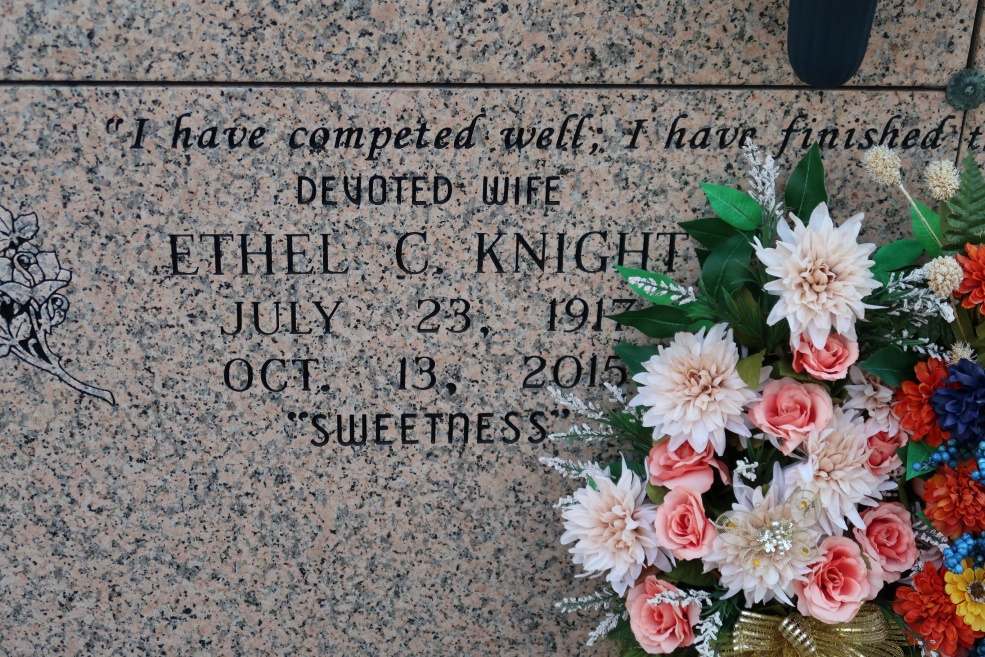 "I have competed well; I have finished t
DEVOTED WIFE
ETHEL C. KNIGHT
JULY 23, 1917
OCT. 13, 2015
"SWEETNESS"